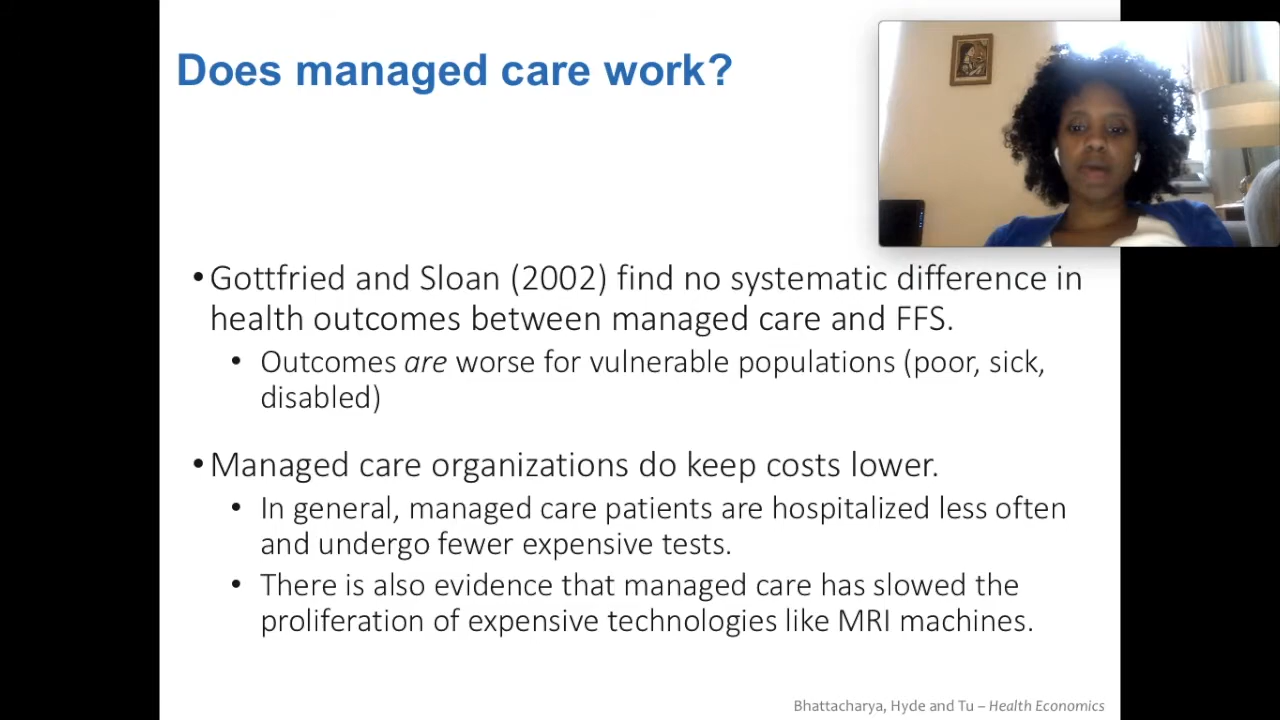 Does managed care work?
• Gottfried and Sloan (2002) find no systematic difference in
health outcomes between managed care and FFS.
• Outcomes are worse for vulnerable populations (poor, sick,
disabled)
• Managed care organizations do keep costs lower.
• In general, managed care patients are hospitalized less often
and undergo fewer expensive tests.
• There is also evidence that managed care has slowed the
proliferation of expensive technologies like MRI machines.
Bhattacharya, Hyde and Tu – Health Economics